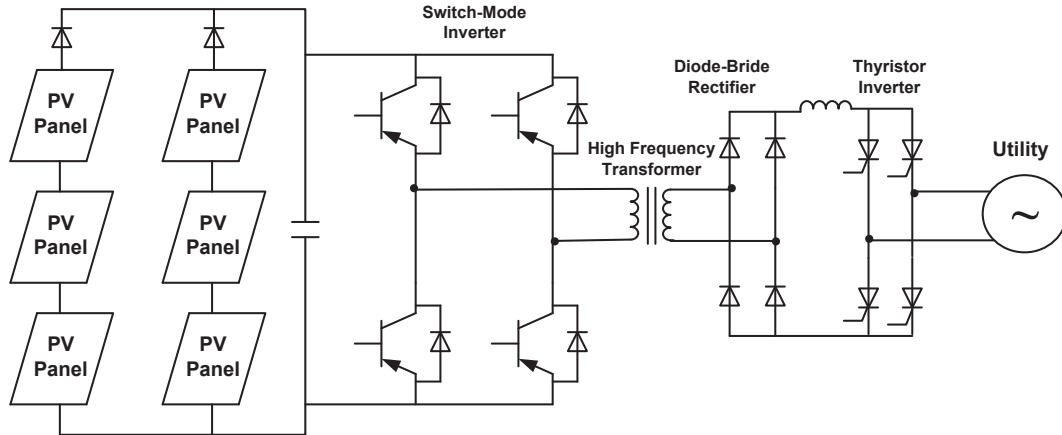 Switch-Mode
Inverter
Diode-Bride
Rectifier
Thyristor
Inverter
High Frequency
Transformer
Utility
~
PV
Panel
PV
Panel
PV
Panel
PV
Panel
PV
Panel
PV
Panel